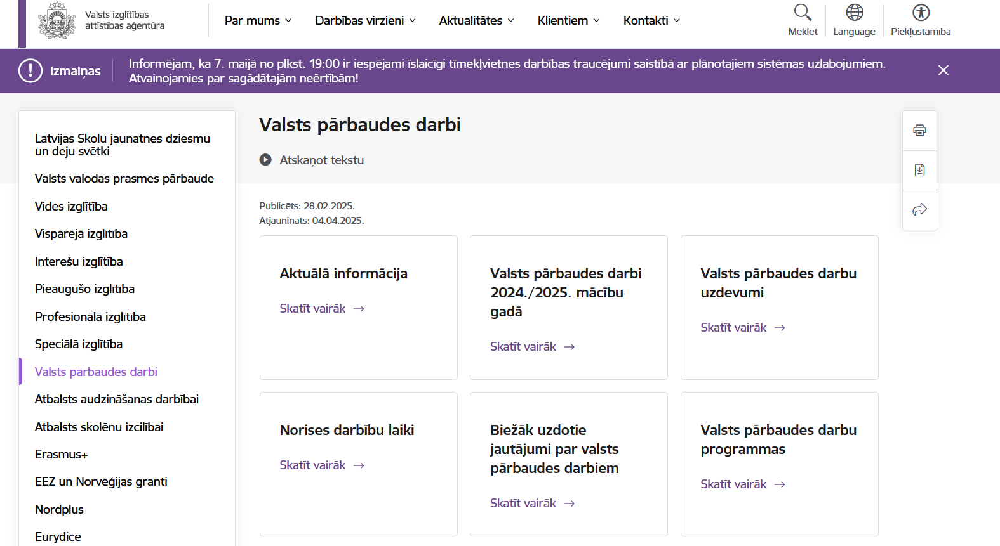 Valsts izglītības
attīstības aģentūra
Par mums
Darbības virzieni
Aktualitātes
Klientiem
Kontakti
Meklēt
Language
Piekļūstamība
Izmaiņas
Informējam, ka 7. maijā no plkst. 19:00 ir iespējami īslaicīgi tīmekļvietnes darbības traucējumi saistībā ar plānotajiem sistēmas uzlabojumiem.
Atvainojamies par sagādātajām neērtībām!
Latvijas Skolu jaunatnes dziesmu
un deju svētki
Valsts valodas prasmes pārbaude
Vides izglītība
Vispārējā izglītība
Interešu izglītība
Pieaugušo izglītība
Profesionālā izglītība
Speciālā izglītība
Valsts pārbaudes darbi
Atbalsts audzināšanas darbībai
Atbalsts skolēnu izcilībai
Erasmus+
EEZ un Norvēģijas granti
Nordplus
Eurydice
Valsts pārbaudes darbi
Atskaņot tekstu
Publicēts: 28.02.2025.
Atjaunināts: 04.04.2025.
Aktuālā informācija
Skatīt vairāk
Valsts pārbaudes darbi
2024./2025. mācību
gadā
Skatīt vairāk
Valsts pārbaudes darbu
uzdevumi
Skatīt vairāk
Norises darbību laiki
Skatīt vairāk
Biežāk uzdotie
jautājumi par valsts
pārbaudes darbiem
Skatīt vairāk
Valsts pārbaudes darbu
programmas
Skatīt vairāk